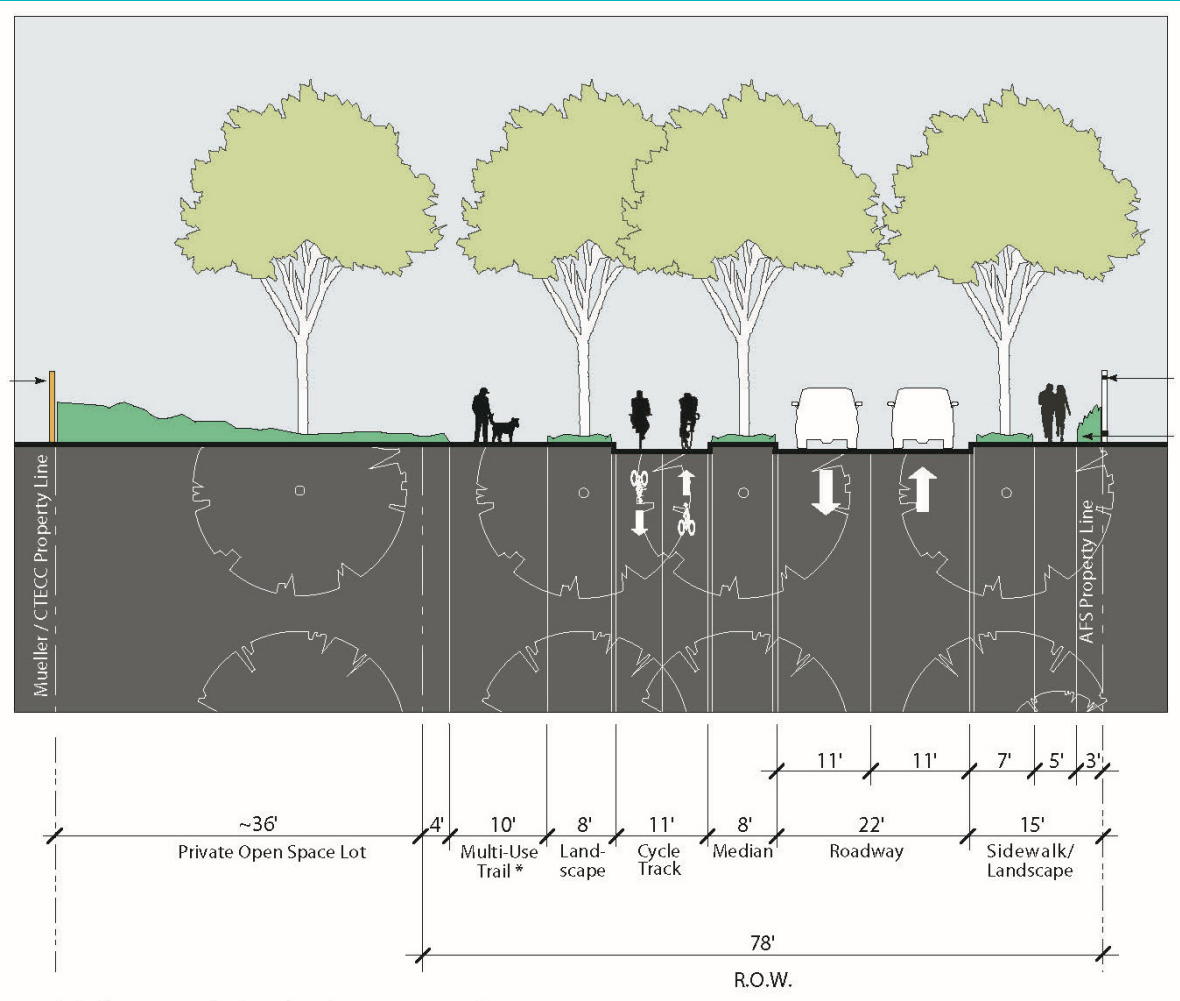 Mueller / CTECC Property Line
AFS Property Line
11' 11' 7' 5' 3'
~36' 4' 10' 8' 11' 8' 22' 15'
Private Open Space Lot
Multi-Use
Trail *
Land-
scape
Cycle
Track
Median
Roadway
Sidewalk/
Landscape
78'
R.O.W.